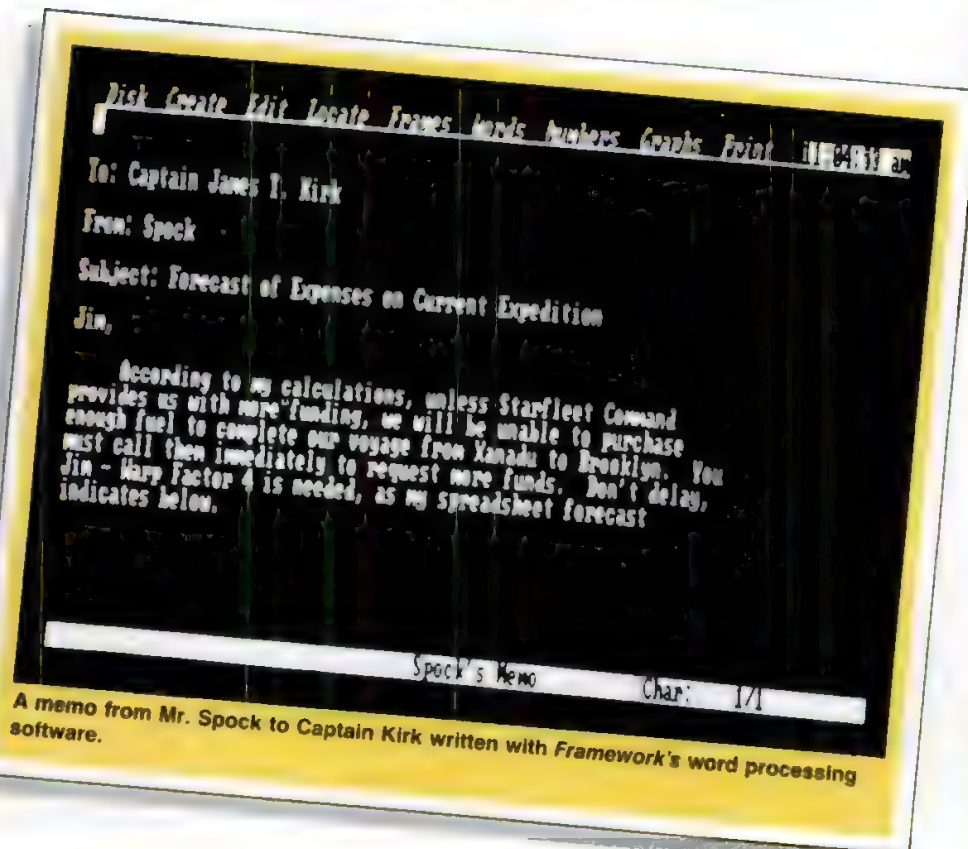 Disk Create Edit Locate Frames Words Numbers Graphs Print
To: Captain James T. Kirk
From: Spock
Subject: Forecast of Expenses on Current Expedition
Jim,
According to my calculations, unless Starfleet Command
provides us with more funding, we will be unable to purchase
enough fuel to complete our voyage from Xanadu to Brooklyn. You
must call them immediately to request more funds. Don't delay,
Jim - Warp Factor 4 is needed, as my spreadsheet forecast
indicates below.
Spock's Memo Char: 1/1
A memo from Mr. Spock to Captain Kirk written with Framework's word processing
software.